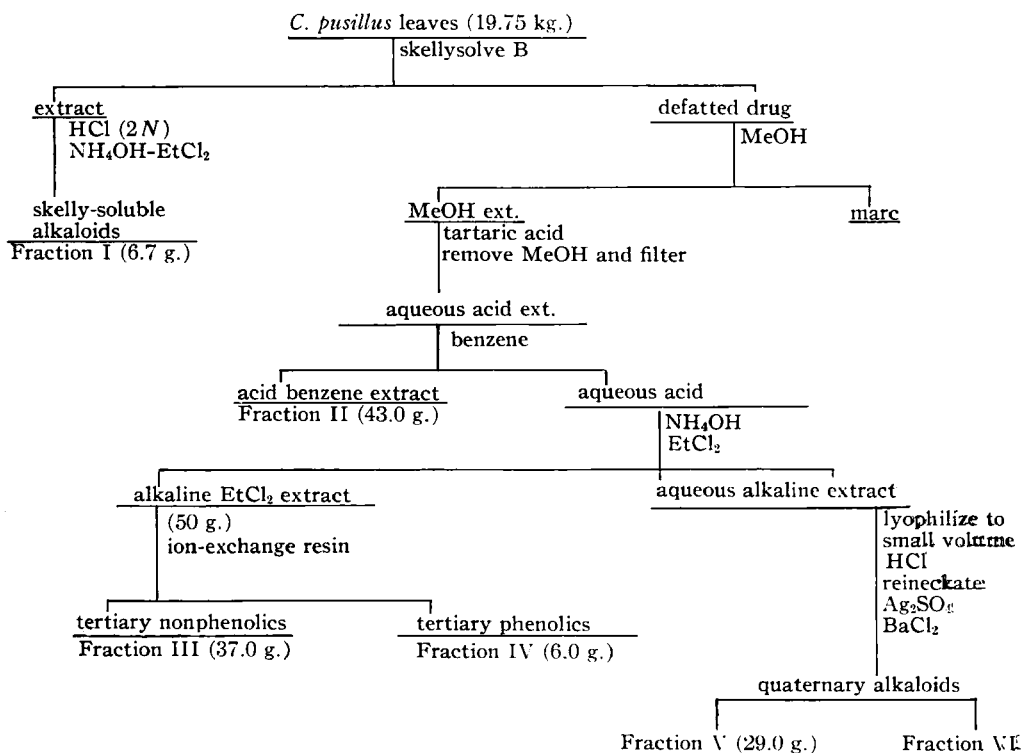 C. pusillus leaves (19.75 kg.)
skellysolve B
extract
HCl (2N)
NH₄OH-EtCl₂
defatted drug
MeOH
skelly-soluble
alkaloids
Fraction I (6.7 g.)
MeOH ext.
tartaric acid
remove MeOH and filter
marc
aqueous acid ext.
benzene
acid benzene extract
Fraction II (43.0 g.)
aqueous acid
NH₄OH
EtCl₂
alkaline EtCl₂ extract
(50 g.)
ion-exchange resin
aqueous alkaline extract
lyophilize to
small volume
HCl
reineckate
Ag₂SO₄
BaCl₂
tertiary nonphenolics
Fraction III (37.0 g.)
tertiary phenolics
Fraction IV (6.0 g.)
quaternary alkaloids
Fraction V (29.0 g.)
Fraction VI